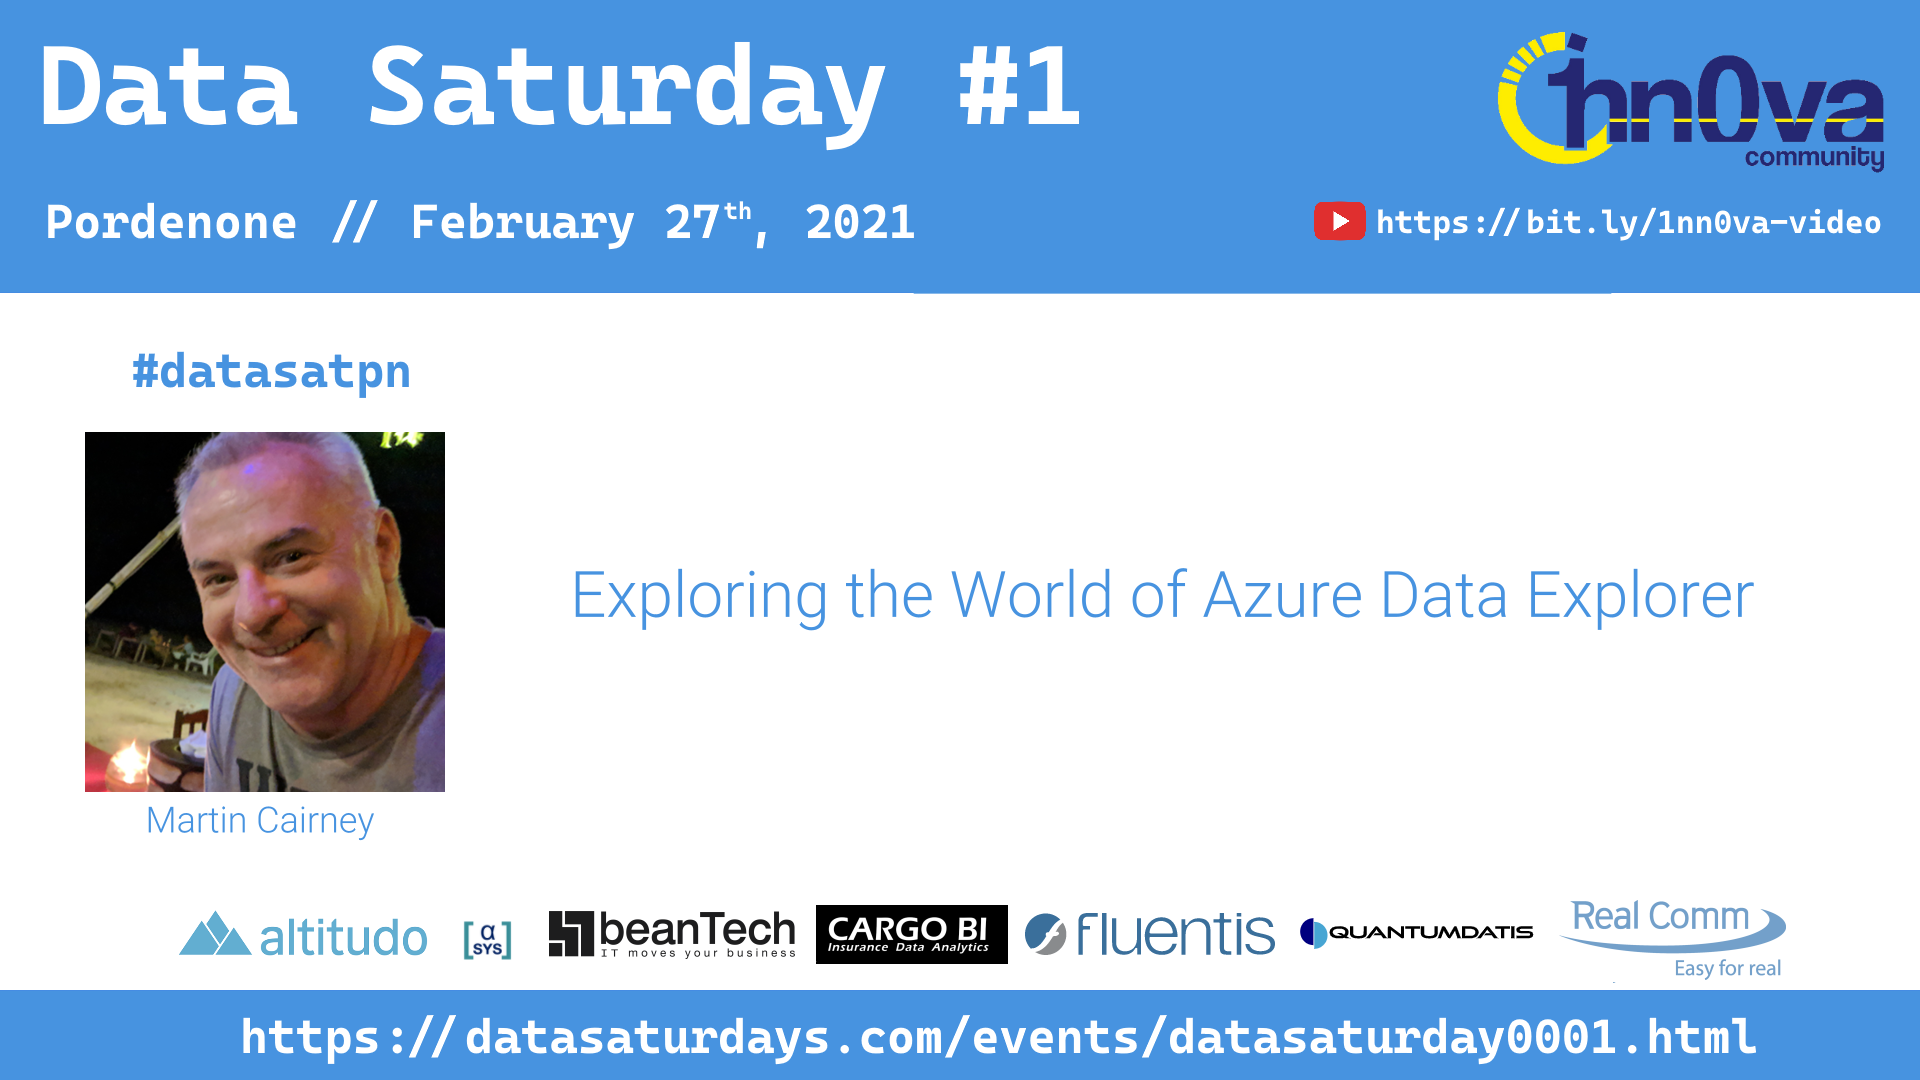 Data Saturday #1
1nn0va
community
Pordenone // February 27th, 2021
https://bit.ly/1nn0va-video
#datasatpn
Exploring the World of Azure Data Explorer
Martin Cairney
altitudo
[α SYS]
beanTech
IT moves your business
CARGO BI
Insurance Data Analytics
fluentis
QUANTUMDATIS
Real Comm
Easy for real
https://datasaturdays.com/events/datasaturday0001.html